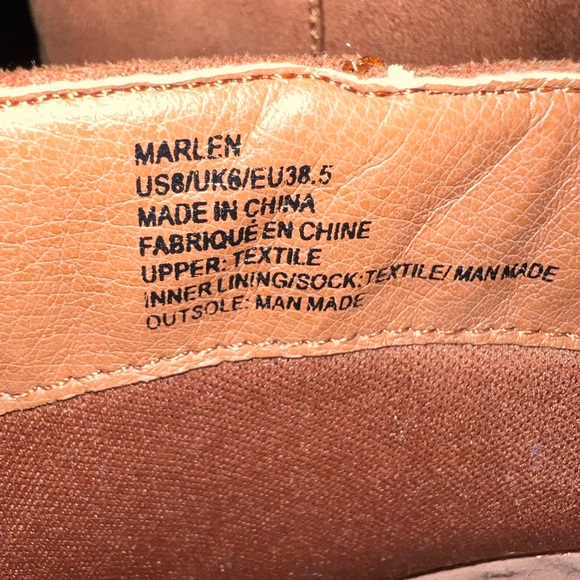 MARLEN
US8/UK6/EU38.5
MADE IN CHINA
FABRIQUÉ EN CHINE
UPPER: TEXTILE
INNER LINING/SOCK:TEXTILE/ MAN MADE
OUTSOLE: MAN MADE